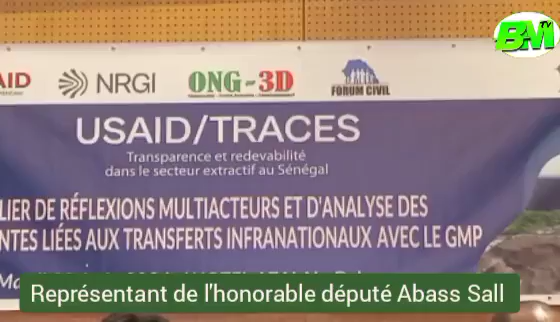 BMTV
AID
NRGI
ONG-3D
FORUM CIVIL
USAID/TRACES
Transparence et redevabilité
dans le secteur extractif au Sénégal
LIER DE RÉFLEXIONS MULTIACTEURS ET D'ANALYSE DES
NTES LIÉES AUX TRANSFERTS INFRANATIONAUX AVEC LE GMP
Représentant de l'honorable député Abass Sall